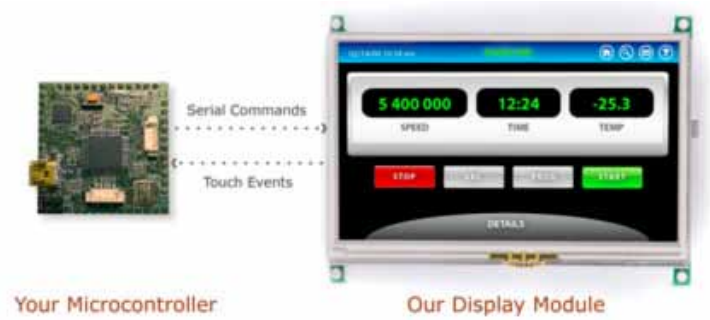 5 400 000 12:24 -25.3
SPEED TIME TEMP
Serial Commands
Touch Events
STOP START
DETAILS
Your Microcontroller
Our Display Module